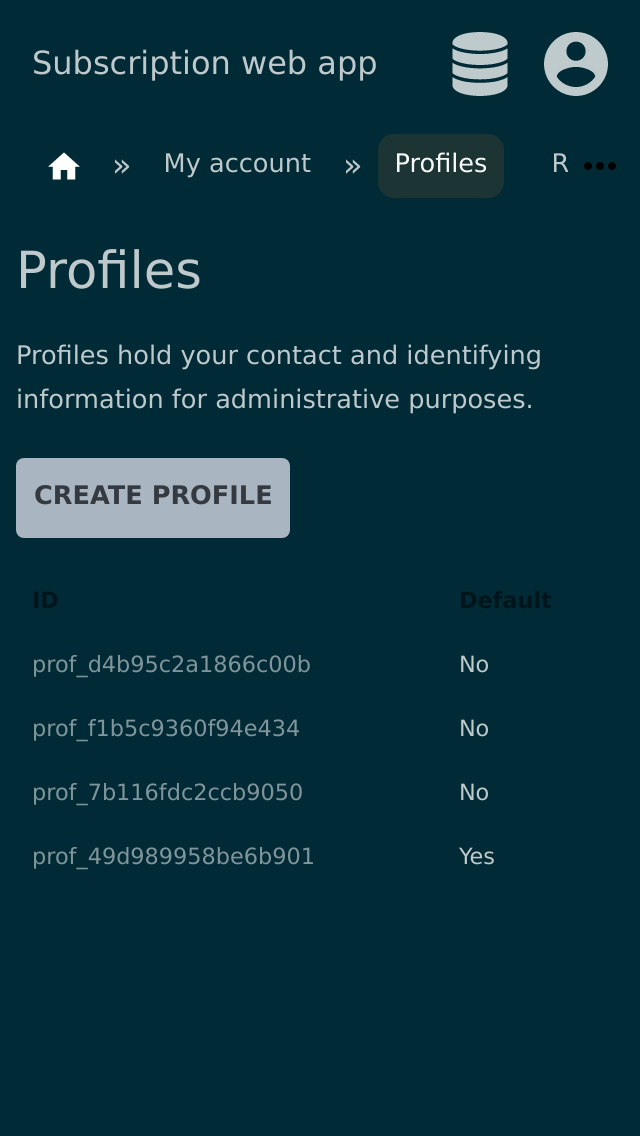 Subscription web app
» My account » Profiles R •••
Profiles
Profiles hold your contact and identifying
information for administrative purposes.
CREATE PROFILE
ID Default
prof_d4b95c2a1866c00b No
prof_f1b5c9360f94e434 No
prof_7b116fdc2ccb9050 No
prof_49d989958be6b901 Yes